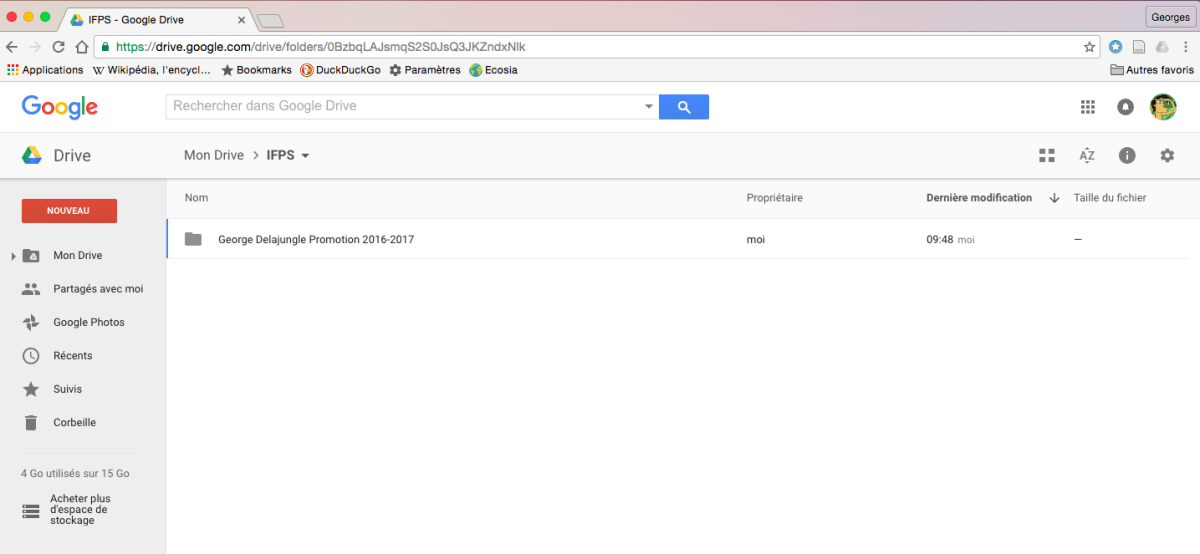 IFPS - Google Drive
Georges
https://drive.google.com/drive/folders/0BzbqLAJsmqS2S0JsQ3JKZndxNlk
Applications W Wikipédia, l'encycl... Bookmarks DuckDuckGo Paramètres Ecosia Autres favoris
Google Rechercher dans Google Drive
Drive Mon Drive > IFPS AZ
Nom Propriétaire Dernière modification Taille du fichier
NOUVEAU
George Delajungle Promotion 2016-2017 moi 09:48 moi —
Mon Drive
Partagés avec moi
Google Photos
Récents
Suivis
Corbeille
4 Go utilisés sur 15 Go
Acheter plus
d'espace de
stockage